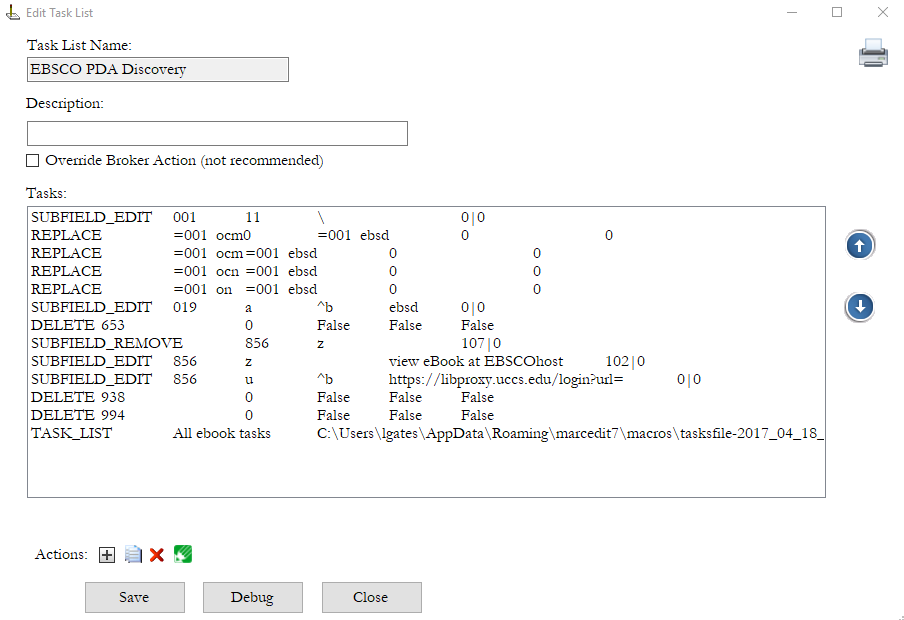 Edit Task List
Task List Name:
EBSCO PDA Discovery
Description:
Override Broker Action (not recommended)
Tasks:
SUBFIELD_EDIT 001 11 \ 0|0
REPLACE =001 ocm0 =001 ebsd 0 0
REPLACE =001 ocm =001 ebsd 0 0
REPLACE =001 ocn =001 ebsd 0 0
REPLACE =001 on =001 ebsd 0 0
SUBFIELD_EDIT 019 a ^b ebsd 0|0
DELETE 653 0 False False False
SUBFIELD_REMOVE 856 z 107|0
SUBFIELD_EDIT 856 z view eBook at EBSCOhost 102|0
SUBFIELD_EDIT 856 u ^b https://libproxy.uccs.edu/login?url= 0|0
DELETE 938 0 False False False
DELETE 994 0 False False False
TASK_LIST All ebook tasks C:\Users\lgates\AppData\Roaming\marcedit7\macros\tasksfile-2017_04_18_
Actions:
Save Debug Close